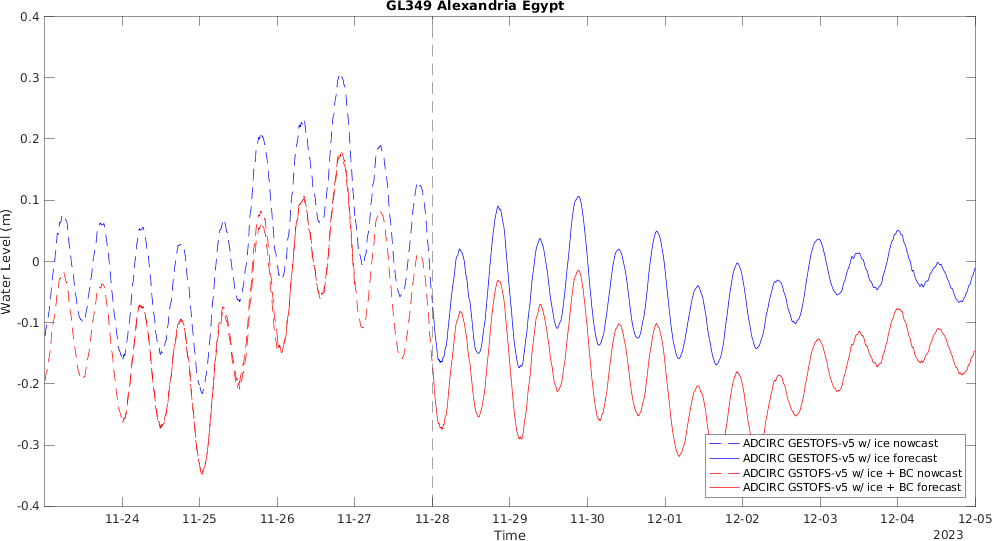 GL349 Alexandria Egypt
0.4
0.3
0.2
0.1
0
-0.1
-0.2
-0.3
-0.4
Water Level (m)
ADCIRC GESTOFS-v5 w/ ice nowcast
ADCIRC GESTOFS-v5 w/ ice forecast
ADCIRC GSTOFS-v5 w/ ice + BC nowcast
ADCIRC GSTOFS-v5 w/ ice + BC forecast
11-24 11-25 11-26 11-27 11-28 11-29 11-30 12-01 12-02 12-03 12-04 12-05
Time
2023